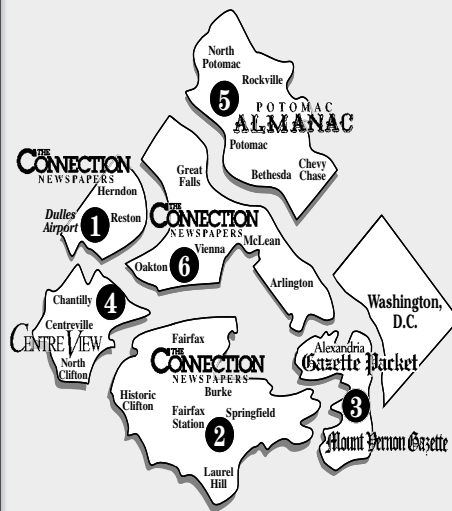 North
Potomac
Rockville
5
POTOMAC
ALMANAC
Potomac
Chevy
Chase
Bethesda
THE
CONNECTION
NEWSPAPERS
Herndon
Dulles
Airport
1
Reston
Great
Falls
THE
CONNECTION
NEWSPAPERS
Vienna
McLean
Oakton
6
Arlington
Chantilly
4
Centreville
CENTRE VIEW
North
Clifton
Washington,
D.C.
Fairfax
THE
CONNECTION
NEWSPAPERS
Burke
Historic
Clifton
Fairfax
Station
Springfield
2
Laurel
Hill
Alexandria
Gazette Packet
3
Mount Vernon Gazette